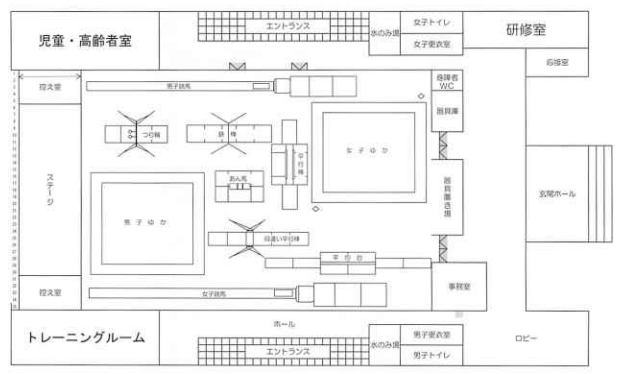 児童・高齢者室
エントランス
水のみ場
女子トイレ
女子更衣室
研修室
応接室
控え室
男子跳馬
身障者
WC
器具庫
つり輪
鉄棒
平行棒
女子ゆか
あん馬
ステージ
器具置き場
玄関ホール
男子ゆか
段違い平行棒
平行台
控え室
女子跳馬
事務室
トレーニングルーム
ホール
エントランス
水のみ場
男子更衣室
男子トイレ
ロビー